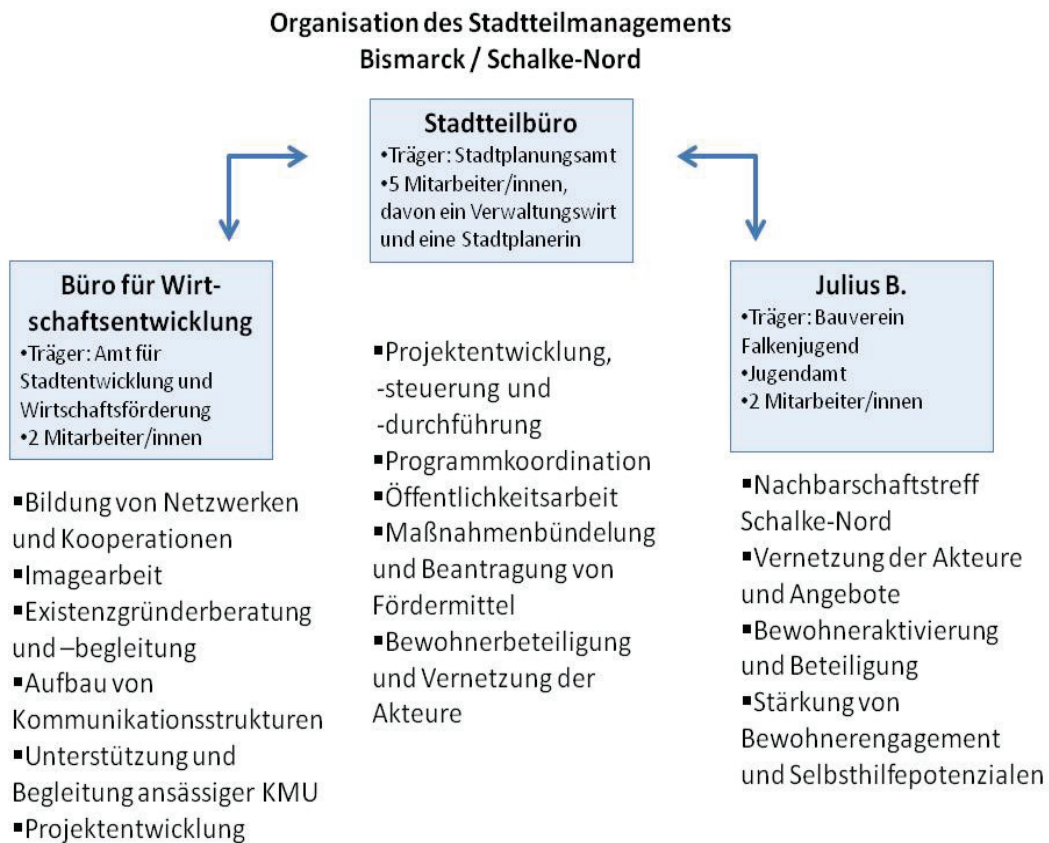 Organisation des Stadtteilmanagements
Bismarck / Schalke-Nord
Stadtteilbüro
•Träger: Stadtplanungsamt
•5 Mitarbeiter/innen,
davon ein Verwaltungswirt
und eine Stadtplanerin
Büro für Wirt-
schaftsentwicklung
•Träger: Amt für
Stadtentwicklung und
Wirtschaftsförderung
•2 Mitarbeiter/innen
Julius B.
•Träger: Bauverein
Falkenjugend
•Jugendamt
•2 Mitarbeiter/innen
▪Bildung von Netzwerken
und Kooperationen
▪Imagearbeit
▪Existenzgründerberatung
und –begleitung
▪Aufbau von
Kommunikationsstrukturen
▪Unterstützung und
Begleitung ansässiger KMU
▪Projektentwicklung
▪Projektentwicklung,
-steuerung und
-durchführung
▪Programmkoordination
▪Öffentlichkeitsarbeit
▪Maßnahmenbündelung
und Beantragung von
Fördermittel
▪Bewohnerbeteiligung
und Vernetzung der
Akteure
▪Nachbarschaftstreff
Schalke-Nord
▪Vernetzung der Akteure
und Angebote
▪Bewohneraktivierung
und Beteiligung
▪Stärkung von
Bewohnerengagement
und Selbsthilfepotenzialen